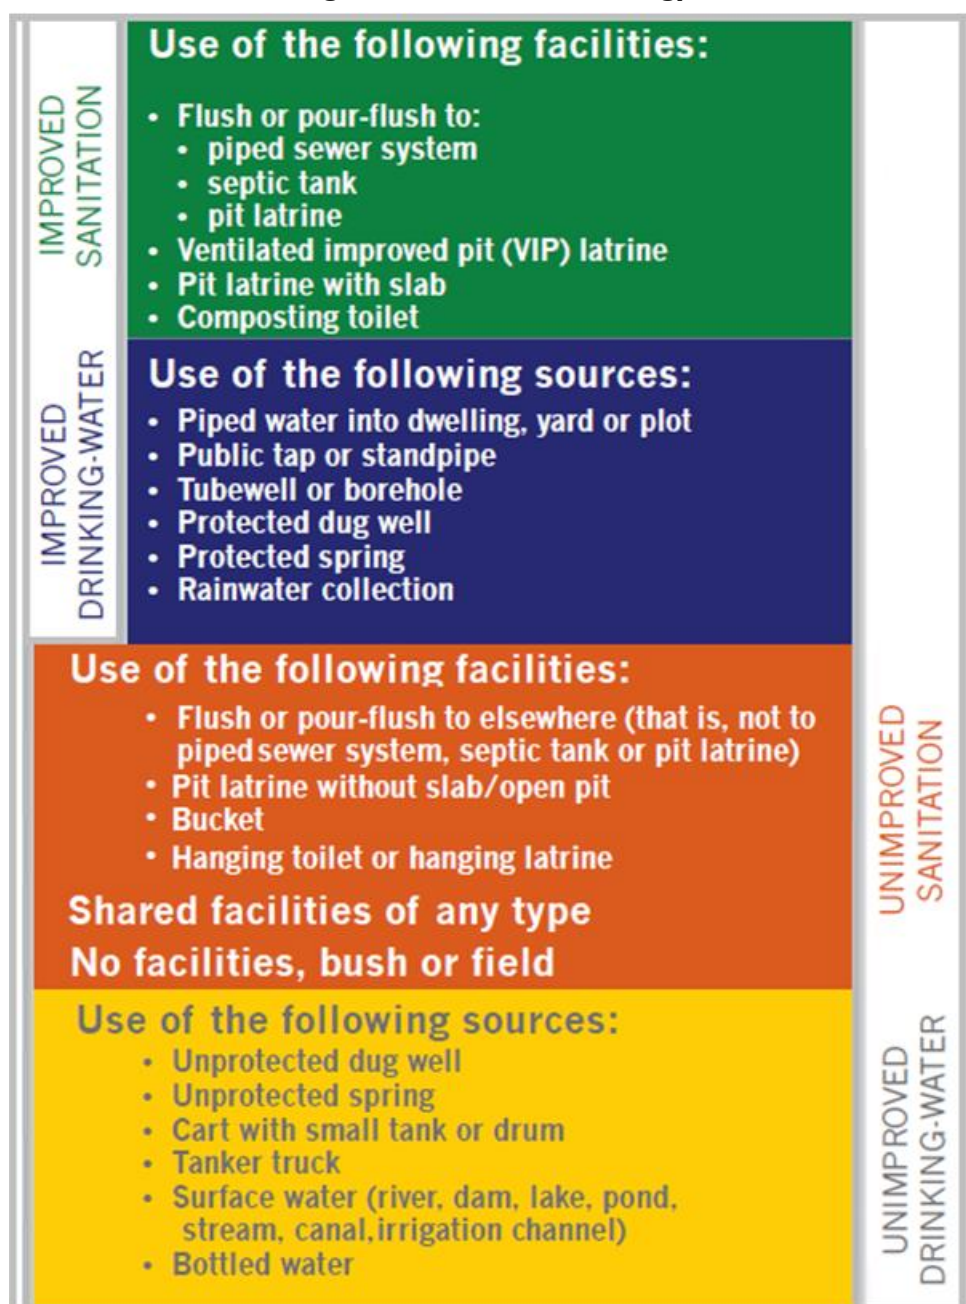 IMPROVED
SANITATION
Use of the following facilities:
• Flush or pour-flush to:
• piped sewer system
• septic tank
• pit latrine
• Ventilated improved pit (VIP) latrine
• Pit latrine with slab
• Composting toilet
IMPROVED
DRINKING-WATER
Use of the following sources:
• Piped water into dwelling, yard or plot
• Public tap or standpipe
• Tubewell or borehole
• Protected dug well
• Protected spring
• Rainwater collection
Use of the following facilities:
• Flush or pour-flush to elsewhere (that is, not to
piped sewer system, septic tank or pit latrine)
• Pit latrine without slab/open pit
• Bucket
• Hanging toilet or hanging latrine
Shared facilities of any type
No facilities, bush or field
UNIMPROVED
SANITATION
Use of the following sources:
• Unprotected dug well
• Unprotected spring
• Cart with small tank or drum
• Tanker truck
• Surface water (river, dam, lake, pond,
stream, canal, irrigation channel)
• Bottled water
UNIMPROVED
DRINKING-WATER